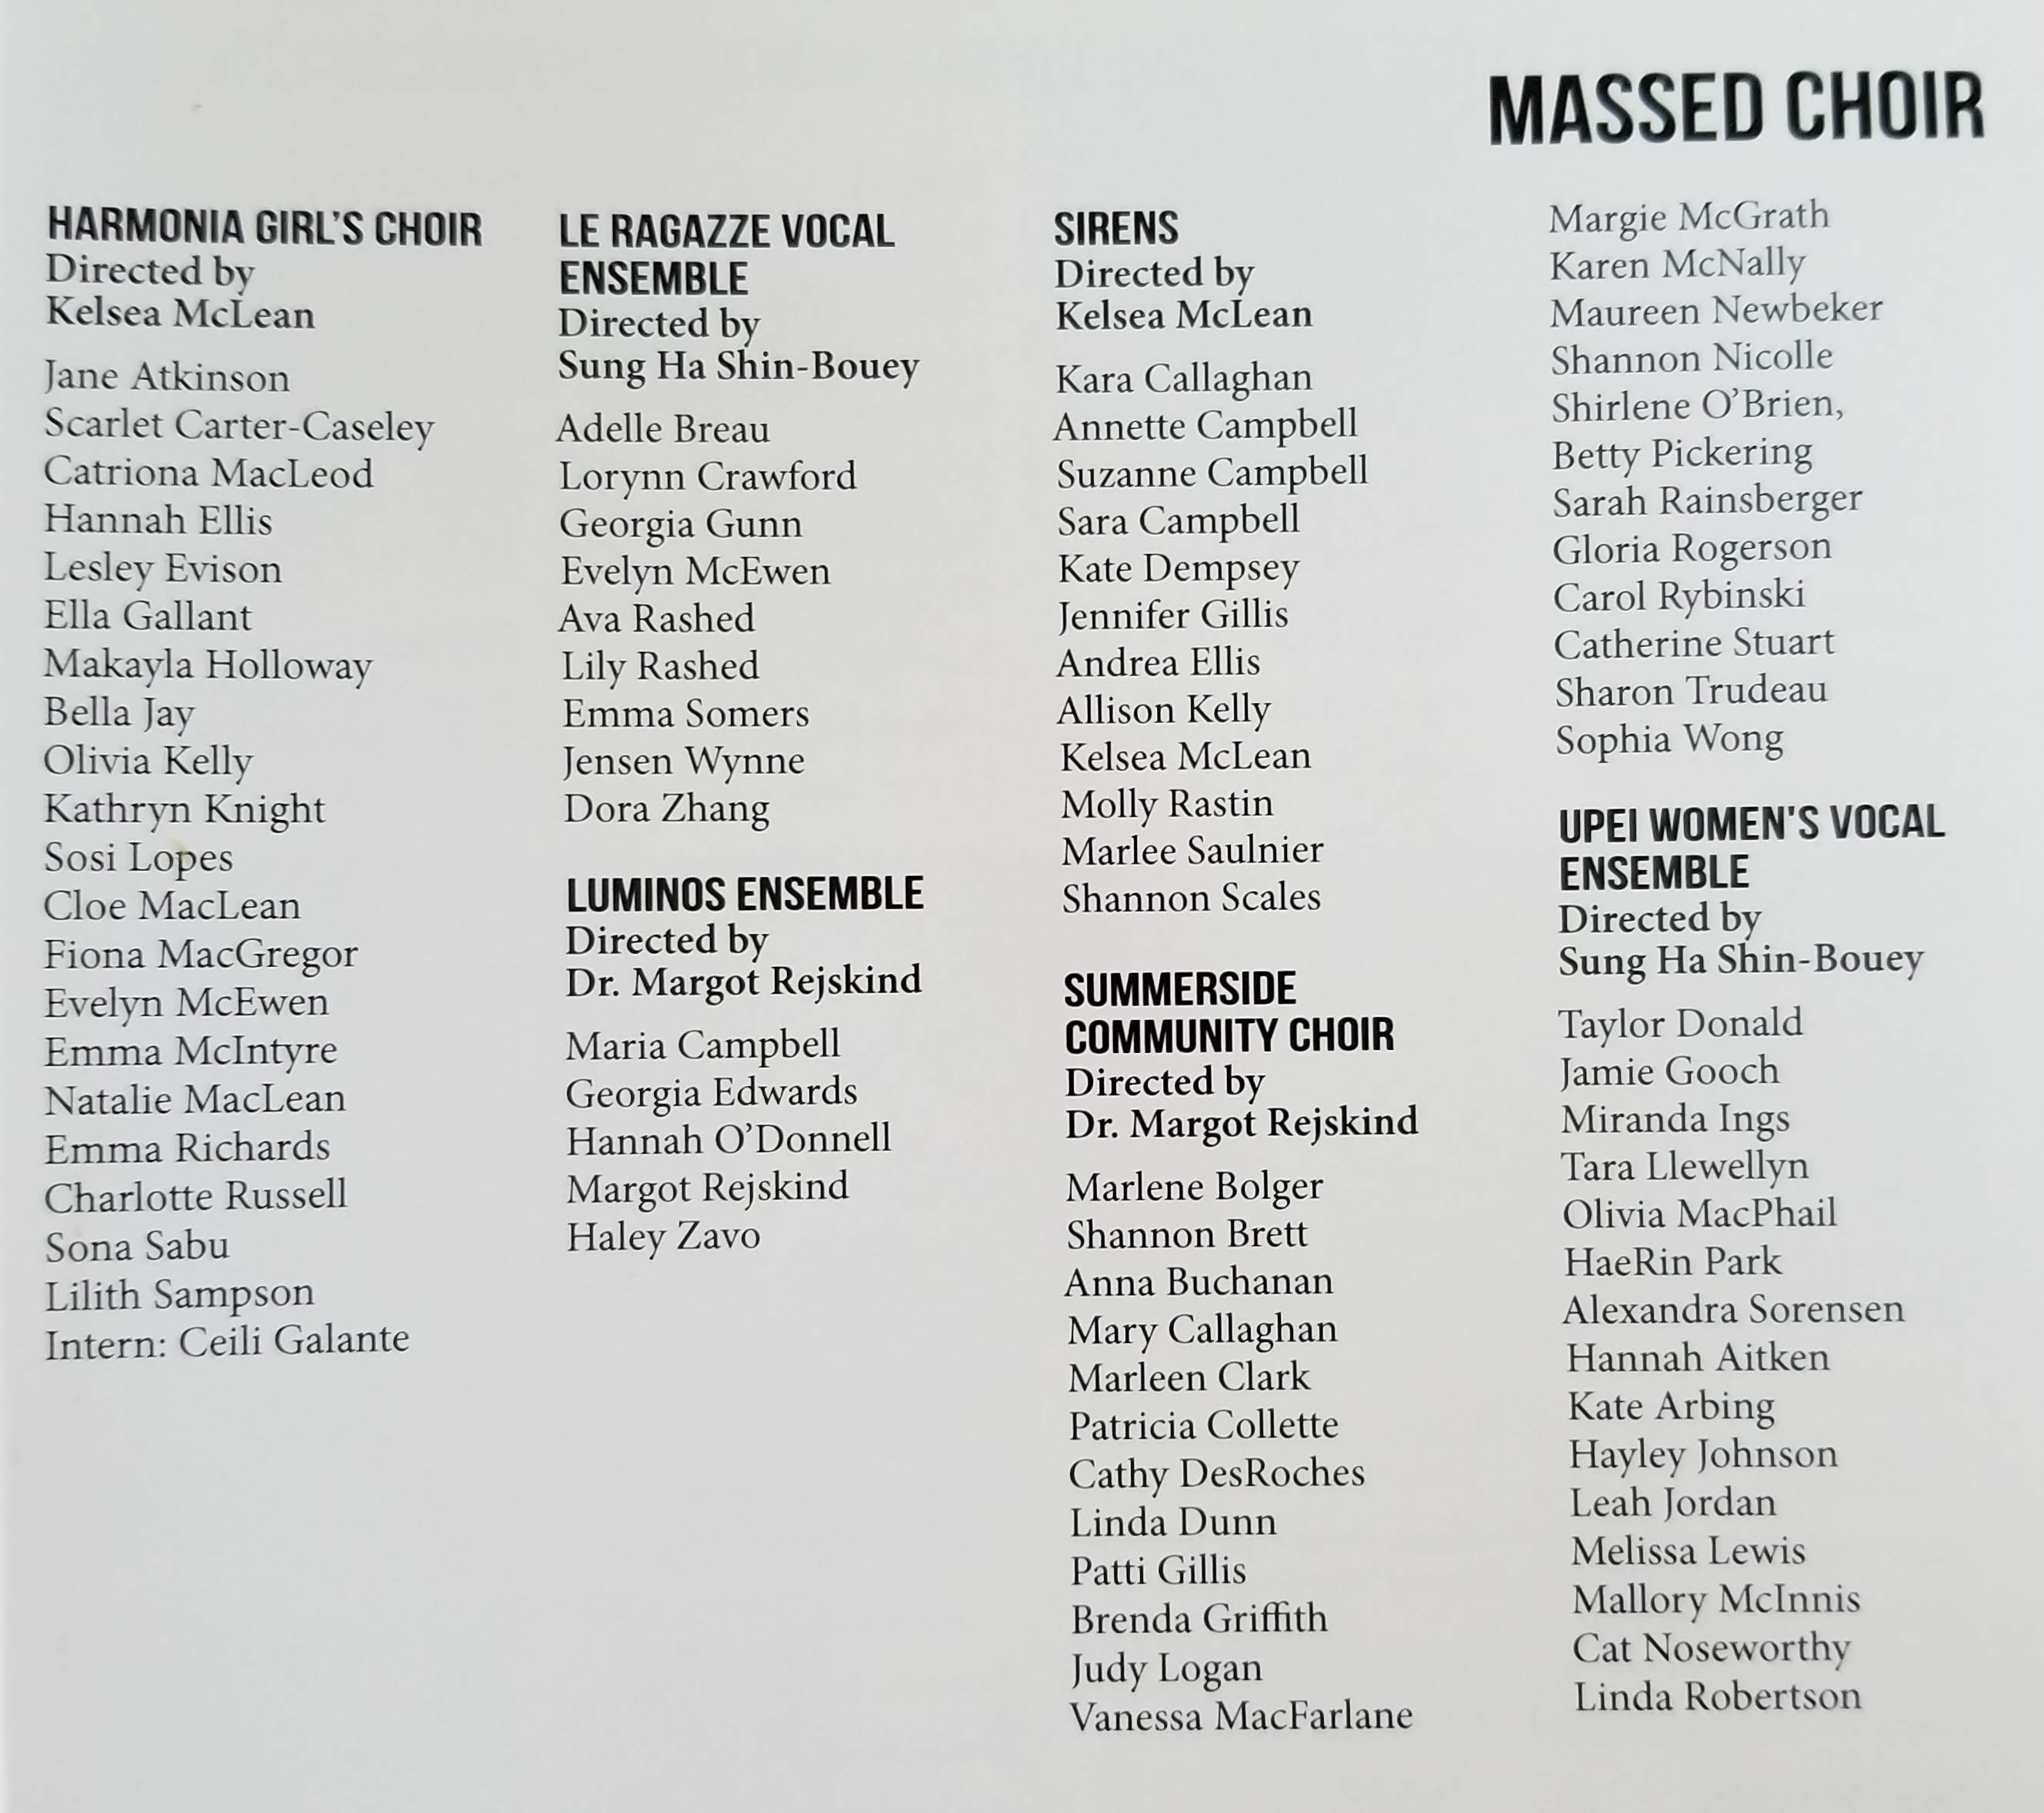 MASSED CHOIR
HARMONIA GIRL'S CHOIR
Directed by
Kelsea McLean
Jane Atkinson
Scarlet Carter-Caseley
Catriona MacLeod
Hannah Ellis
Lesley Evison
Ella Gallant
Makayla Holloway
Bella Jay
Olivia Kelly
Kathryn Knight
Sosi Lopes
Cloe MacLean
Fiona MacGregor
Evelyn McEwen
Emma McIntyre
Natalie MacLean
Emma Richards
Charlotte Russell
Sona Sabu
Lilith Sampson
Intern: Ceili Galante
LE RAGAZZE VOCAL
ENSEMBLE
Directed by
Sung Ha Shin-Bouey
Adelle Breau
Lorynn Crawford
Georgia Gunn
Evelyn McEwen
Ava Rashed
Lily Rashed
Emma Somers
Jensen Wynne
Dora Zhang
LUMINOS ENSEMBLE
Directed by
Dr. Margot Rejskind
Maria Campbell
Georgia Edwards
Hannah O'Donnell
Margot Rejskind
Haley Zavo
SIRENS
Directed by
Kelsea McLean
Kara Callaghan
Annette Campbell
Suzanne Campbell
Sara Campbell
Kate Dempsey
Jennifer Gillis
Andrea Ellis
Allison Kelly
Kelsea McLean
Molly Rastin
Marlee Saulnier
Shannon Scales
SUMMERSIDE
COMMUNITY CHOIR
Directed by
Dr. Margot Rejskind
Marlene Bolger
Shannon Brett
Anna Buchanan
Mary Callaghan
Marleen Clark
Patricia Collette
Cathy DesRoches
Linda Dunn
Patti Gillis
Brenda Griffith
Judy Logan
Vanessa MacFarlane
Margie McGrath
Karen McNally
Maureen Newbeker
Shannon Nicolle
Shirlene O'Brien,
Betty Pickering
Sarah Rainsberger
Gloria Rogerson
Carol Rybinski
Catherine Stuart
Sharon Trudeau
Sophia Wong
UPEI WOMEN'S VOCAL
ENSEMBLE
Directed by
Sung Ha Shin-Bouey
Taylor Donald
Jamie Gooch
Miranda Ings
Tara Llewellyn
Olivia MacPhail
HaeRin Park
Alexandra Sorensen
Hannah Aitken
Kate Arbing
Hayley Johnson
Leah Jordan
Melissa Lewis
Mallory McInnis
Cat Noseworthy
Linda Robertson